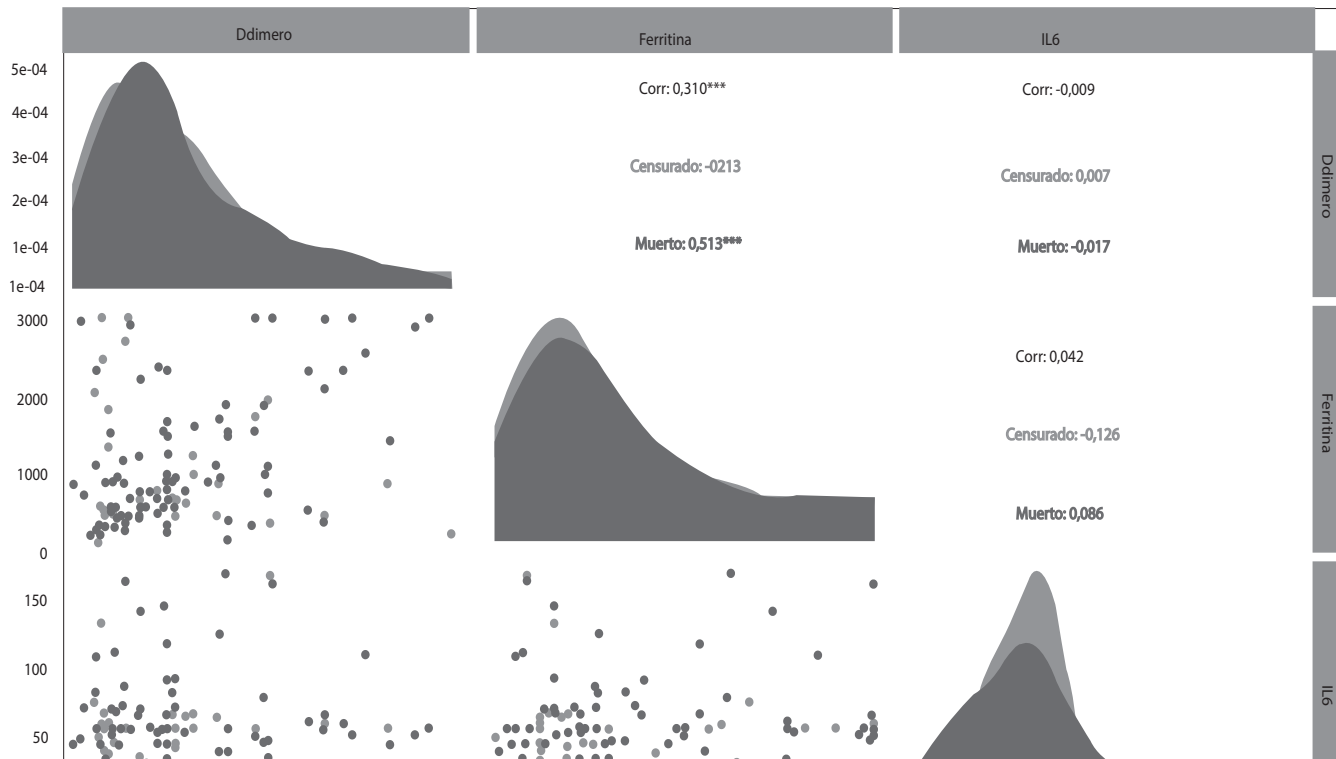 Ddimero
Ferritina
IL6
5e-04
4e-04
3e-04
2e-04
1e-04
1e-04
Corr: 0,310***
Censurado: -0213
Muerto: 0,513***
Corr: -0,009
Censurado: 0,007
Muerto: -0,017
Ddimero
3000
2000
1000
0
Corr: 0,042
Censurado: -0,126
Muerto: 0,086
Ferritina
150
100
50
IL6